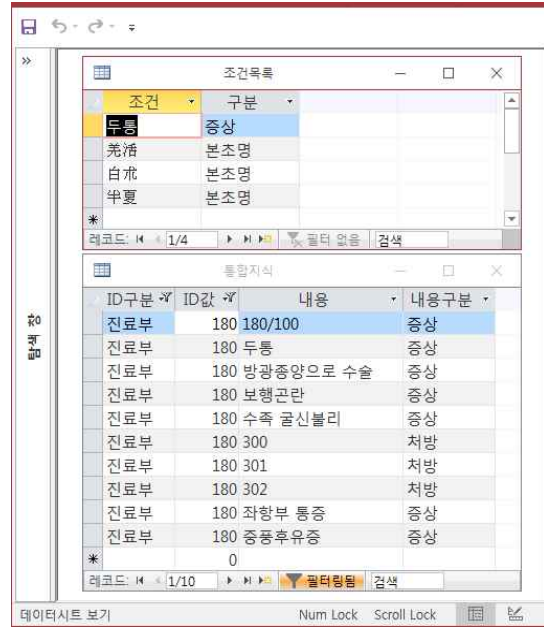 조건목록
조건 구분
두통 증상
羌活 본초명
白朮 본초명
半夏 본초명
레코드: 1/4 필터 없음 검색
통합지식
ID구분 ID값 내용 내용구분
진료부 180 180/100 증상
진료부 180 두통 증상
진료부 180 방광종양으로 수술 증상
진료부 180 보행곤란 증상
진료부 180 수족 굴신불리 증상
진료부 180 300 처방
진료부 180 301 처방
진료부 180 302 처방
진료부 180 좌항부 통증 증상
진료부 180 중풍후유증 증상
* 0
레코드: 1/10 필터링됨 검색
탐색 창
데이터시트 보기 Num Lock Scroll Lock